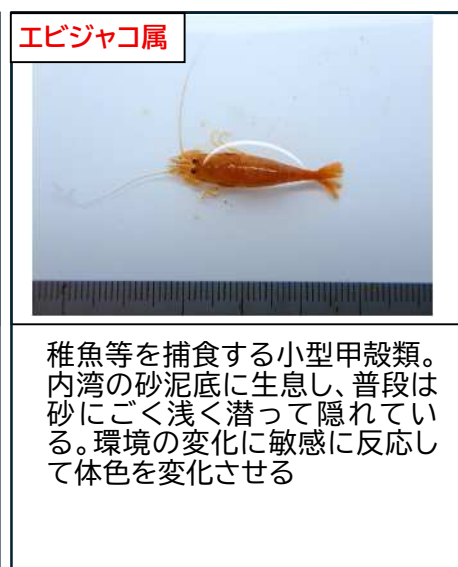 エビジャコ属
稚魚等を捕食する小型甲殻類。
内湾の砂泥底に生息し、普段は
砂にごく浅く潜って隠れてい
る。環境の変化に敏感に反応し
て体色を変化させる